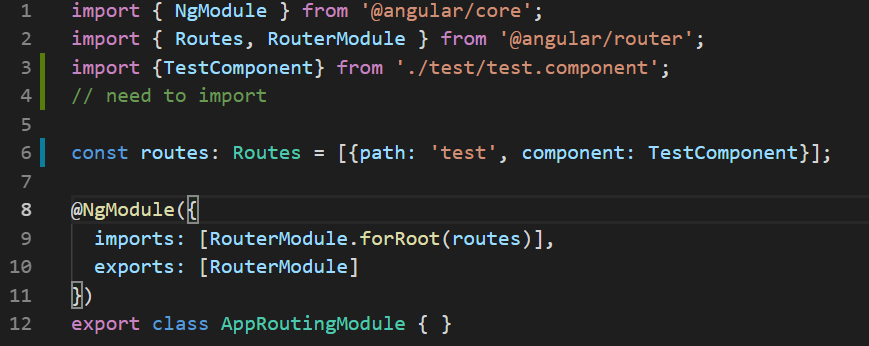 1 import { NgModule } from '@angular/core';
2 import { Routes, RouterModule } from '@angular/router';
3 import {TestComponent} from './test/test.component';
4 // need to import
5
6 const routes: Routes = [{path: 'test', component: TestComponent}];
7
8 @NgModule({
9   imports: [RouterModule.forRoot(routes)],
10   exports: [RouterModule]
11 })
12 export class AppRoutingModule { }